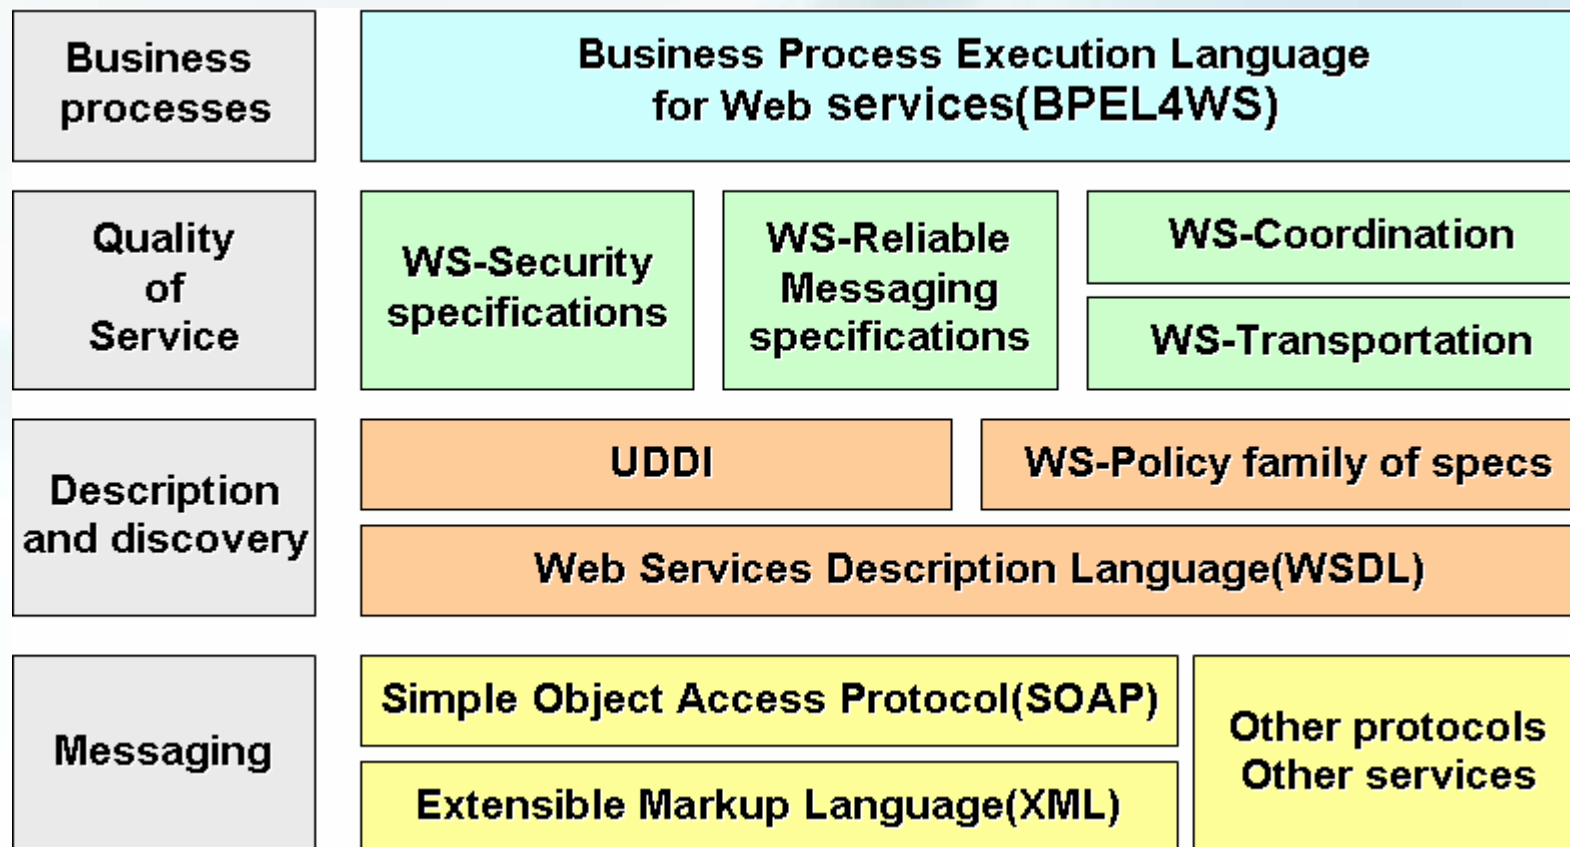 Business
processes
Business Process Execution Language
for Web services(BPEL4WS)
Quality
of
Service
WS-Security
specifications
WS-Reliable
Messaging
specifications
WS-Coordination
WS-Transportation
Description
and discovery
UDDI
WS-Policy family of specs
Web Services Description Language(WSDL)
Messaging
Simple Object Access Protocol(SOAP)
Extensible Markup Language(XML)
Other protocols
Other services